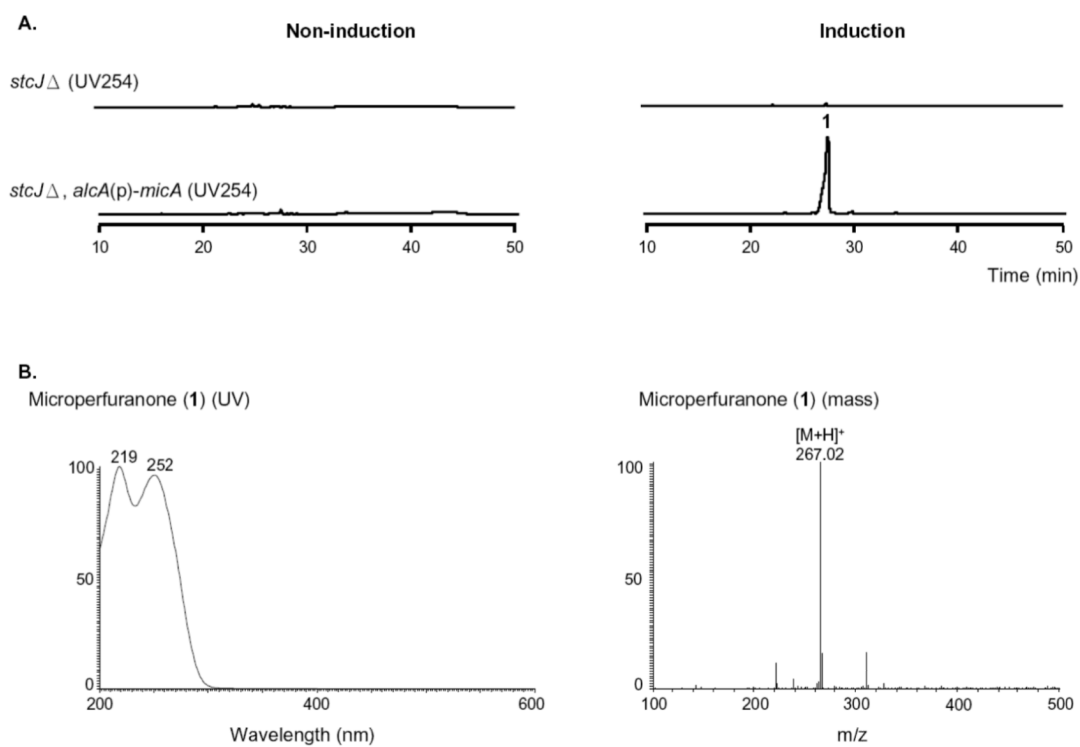 A.
Non-induction
Induction
stcJΔ (UV254)
1
stcJΔ, alcA(p)-micA (UV254)
10 20 30 40 50
10 20 30 40 50
Time (min)
B.
Microperfuranone (1) (UV)
Microperfuranone (1) (mass)
219 252
100
50
0
200 400 600
Wavelength (nm)
[M+H]+
267.02
100
50
0
100 200 300 400 500
m/z